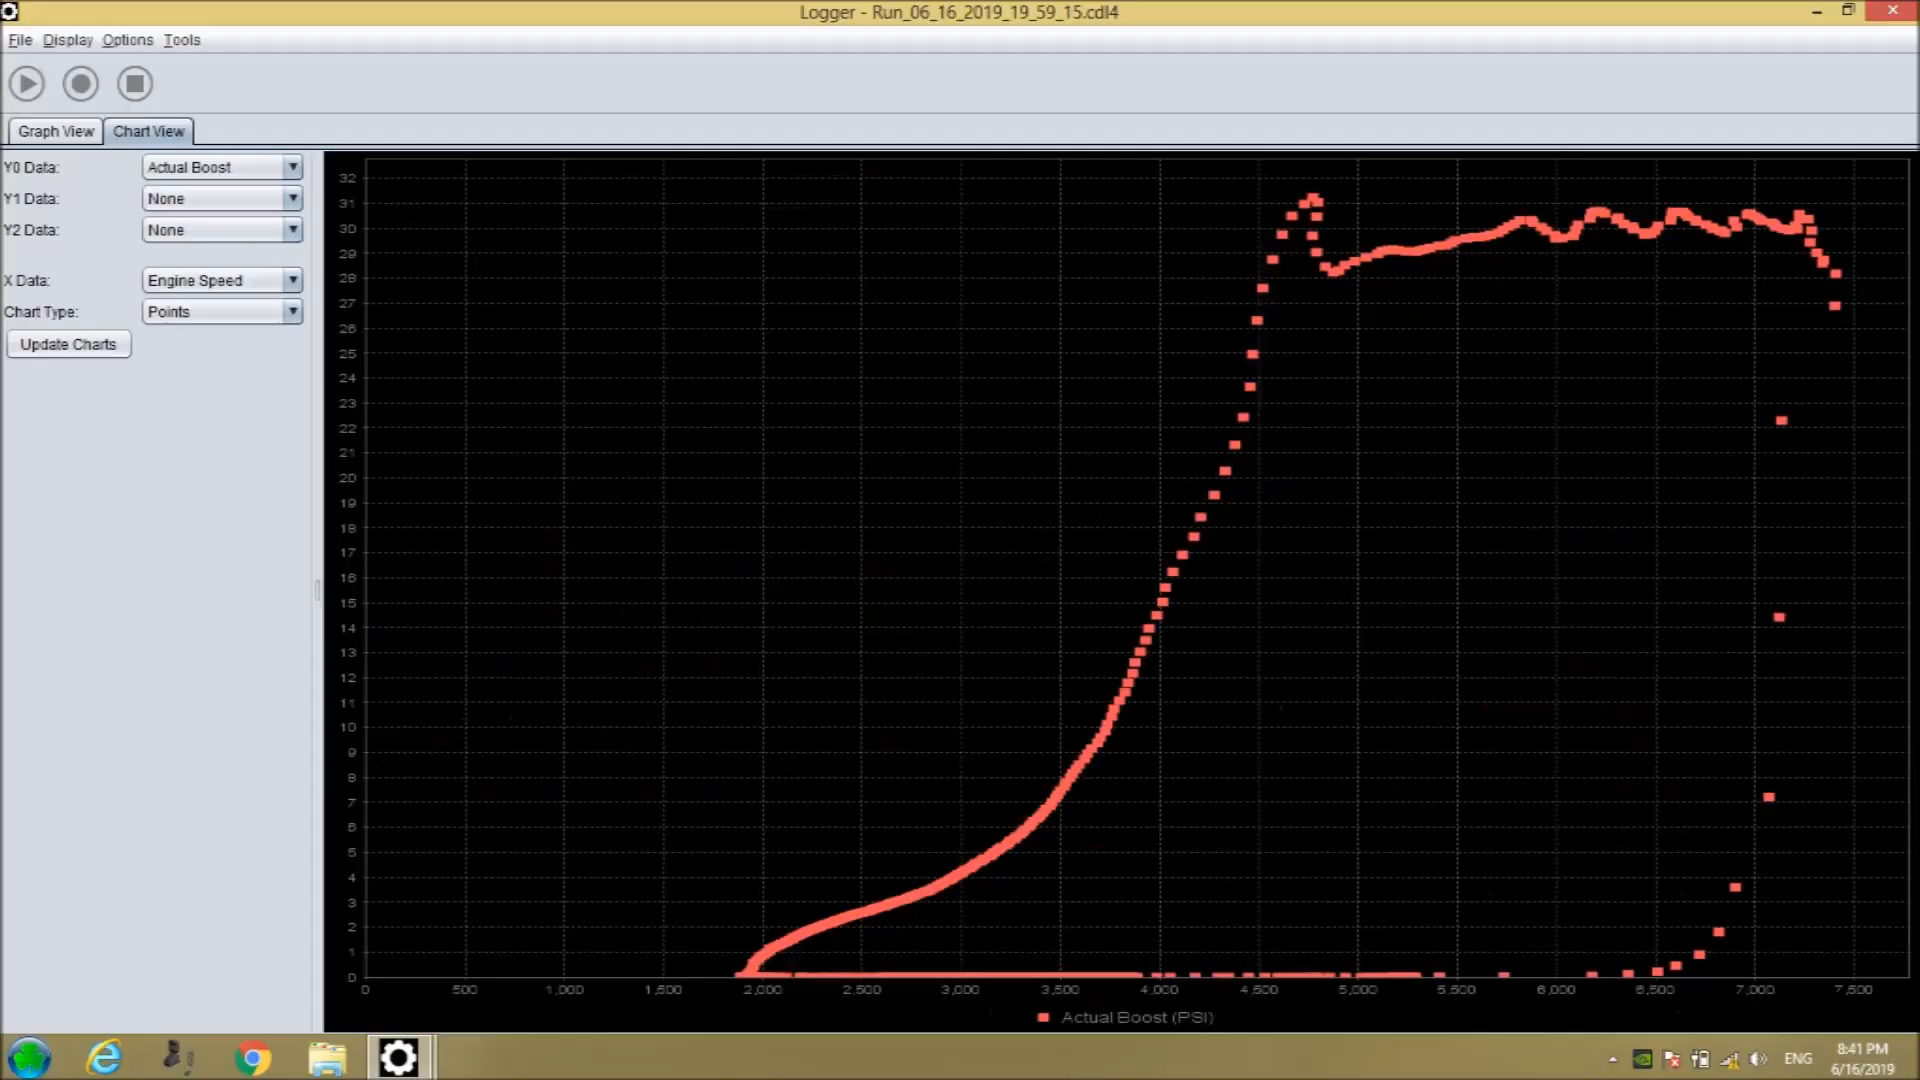 Logger - Run_06_16_2019_19_59_15.cdl4
File Display Options Tools
Graph View Chart View
Y0 Data: Actual Boost
Y1 Data: None
Y2 Data: None
X Data: Engine Speed
Chart Type: Points
Update Charts
32
31
30
29
28
27
26
25
24
23
22
21
20
19
18
17
16
15
14
13
12
11
10
9
8
7
6
5
4
3
2
1
0
0 500 1,000 1,500 2,000 2,500 3,000 3,500 4,000 4,500 5,000 5,500 6,000 6,500 7,000 7,500
Actual Boost (PSI)
ENG
8:41 PM
6/16/2019